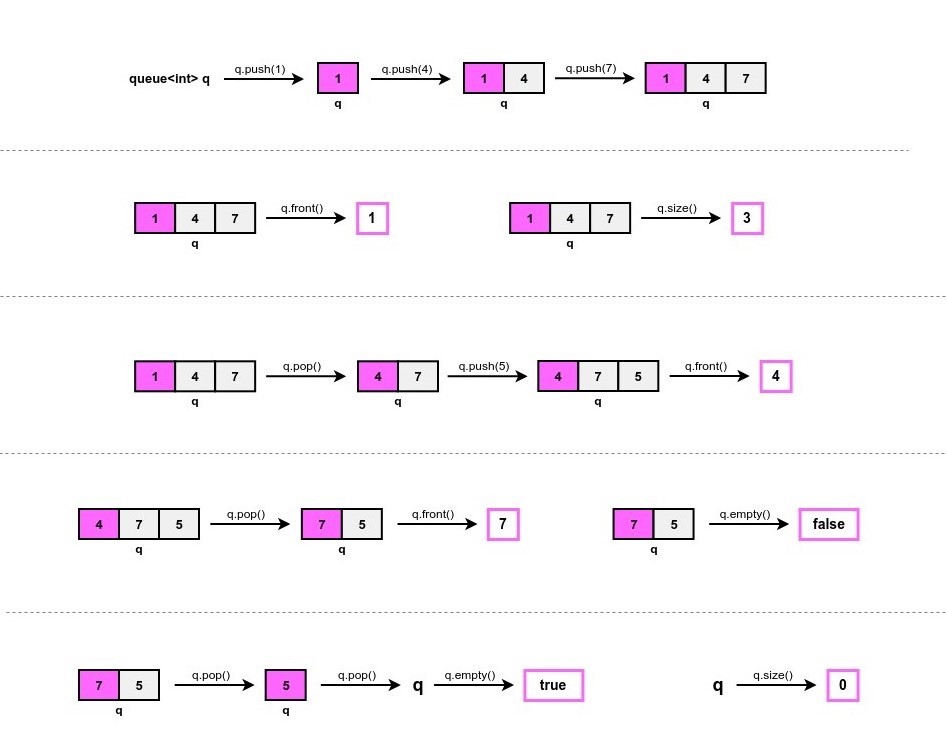 queue<int> q q.push(1) 1 q.push(4) 1 4 q.push(7) 1 4 7
q q q
1 4 7 q.front() 1 1 4 7 q.size() 3
q q
1 4 7 q.pop() 4 7 q.push(5) 4 7 5 q.front() 4
q q q
4 7 5 q.pop() 7 5 q.front() 7 7 5 q.empty() false
q q q
7 5 q.pop() 5 q.pop() q q.empty() true q q.size() 0
q q